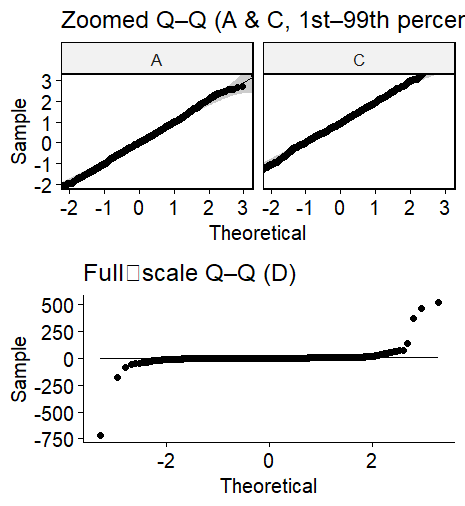 Zoomed Q–Q (A & C, 1st–99th percer
A C
3
2
1
0
-1
-2
Sample
-2 -1 0 1 2 3 -2 -1 0 1 2 3
Theoretical
Full□scale Q–Q (D)
500
250
0
-250
-500
-750
Sample
-2 0 2
Theoretical